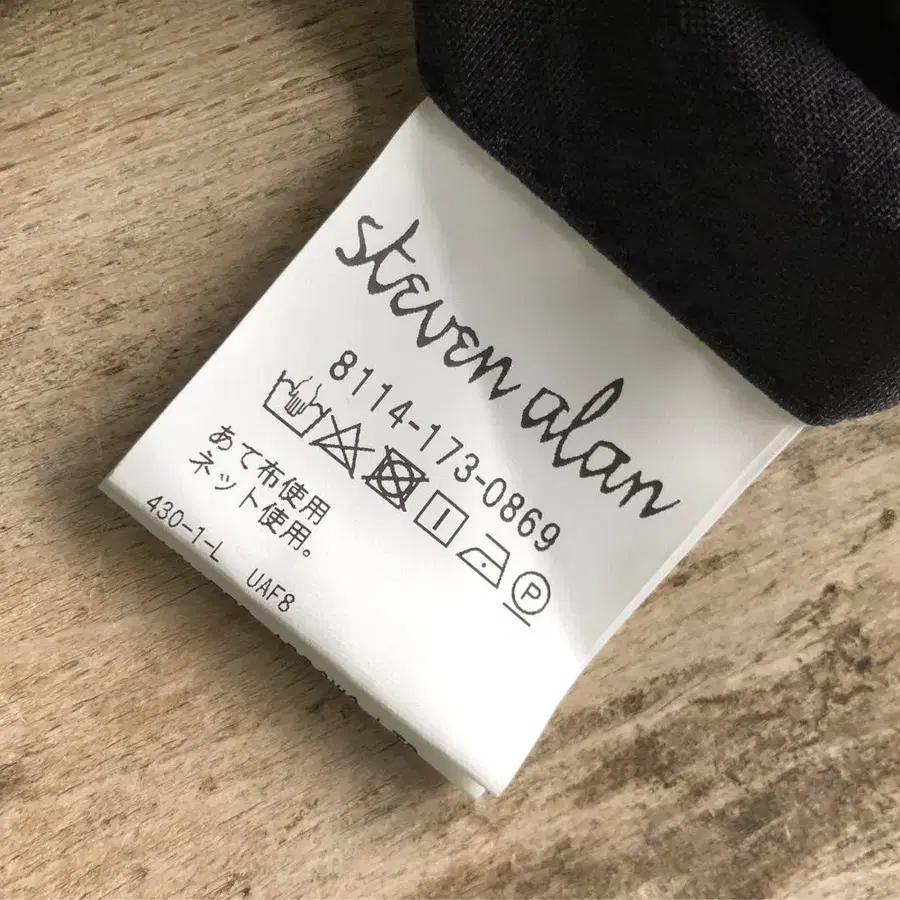 steven alan
8114-173-0869
P
あて布使用
ネット使用。
430-1-L UAF8